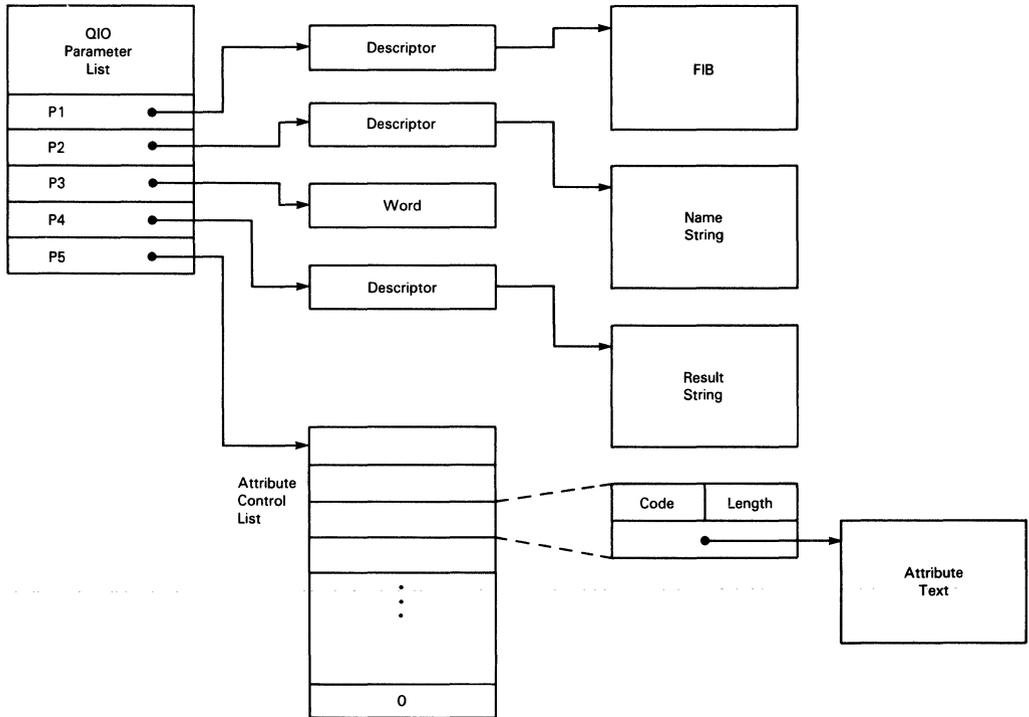 QIO
Parameter
List
P1
P2
P3
P4
P5
Descriptor
Descriptor
Word
Descriptor
FIB
Name
String
Result
String
Attribute
Control
List
0
Code
Length
Attribute
Text